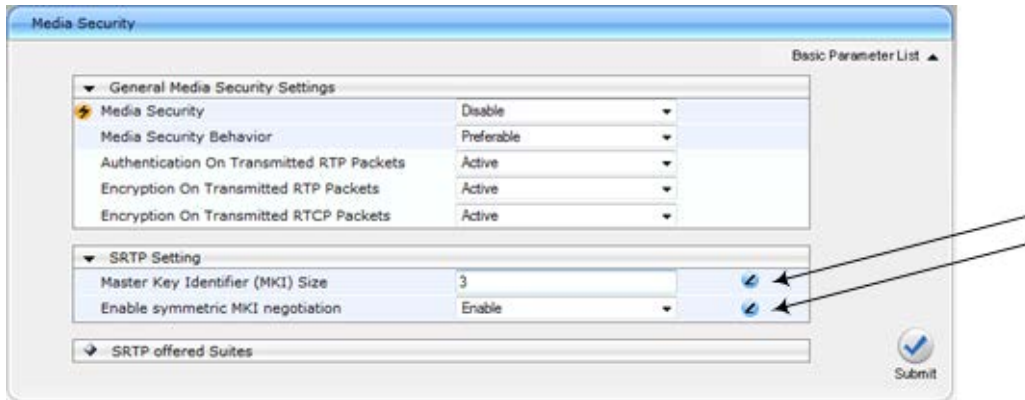 Media Security
Basic Parameter List
General Media Security Settings
Media Security Disable
Media Security Behavior Preferable
Authentication On Transmitted RTP Packets Active
Encryption On Transmitted RTP Packets Active
Encryption On Transmitted RTCP Packets Active
SRTP Setting
Master Key Identifier (MKI) Size 3
Enable symmetric MKI negotiation Enable
SRTP offered Suites
Submit